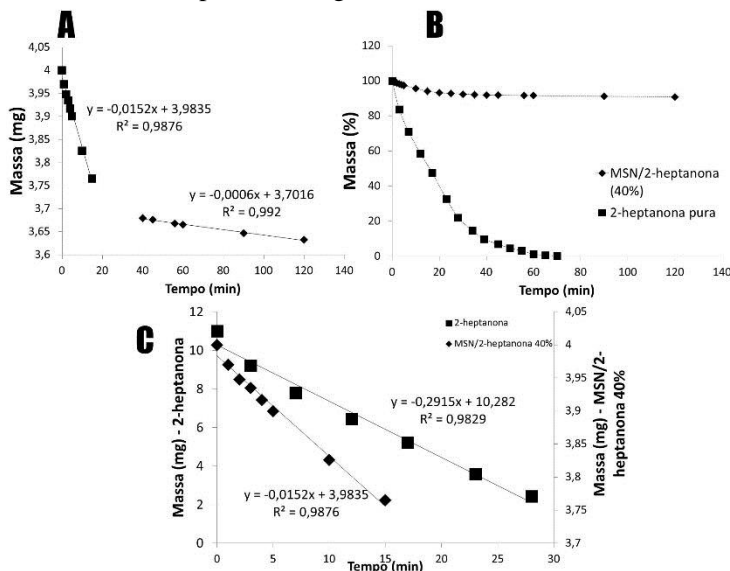 A
Massa (mg)
4,05
4
3,95
3,9
3,85
3,8
3,75
3,7
3,65
3,6
y = -0,0152x + 3,9835
R² = 0,9876
y = -0,0006x + 3,7016
R² = 0,992
0 20 40 60 80 100 120 140
Tempo (min)
B
Massa (%)
120
100
80
60
40
20
0
MSN/2-heptanona
(40%)
2-heptanona pura
0 20 40 60 80 100 120 140
Tempo (min)
C
Massa (mg) - 2-heptanona
12
10
8
6
4
2
0
2-heptanona
MSN/2-heptanona 40%
y = -0,2915x + 10,282
R² = 0,9829
y = -0,0152x + 3,9835
R² = 0,9876
4,05
4
3,95
3,9
3,85
3,8
3,75
3,7
Massa (mg) - MSN/2-
heptanona 40%
0 5 10 15 20 25 30
Tempo (min)